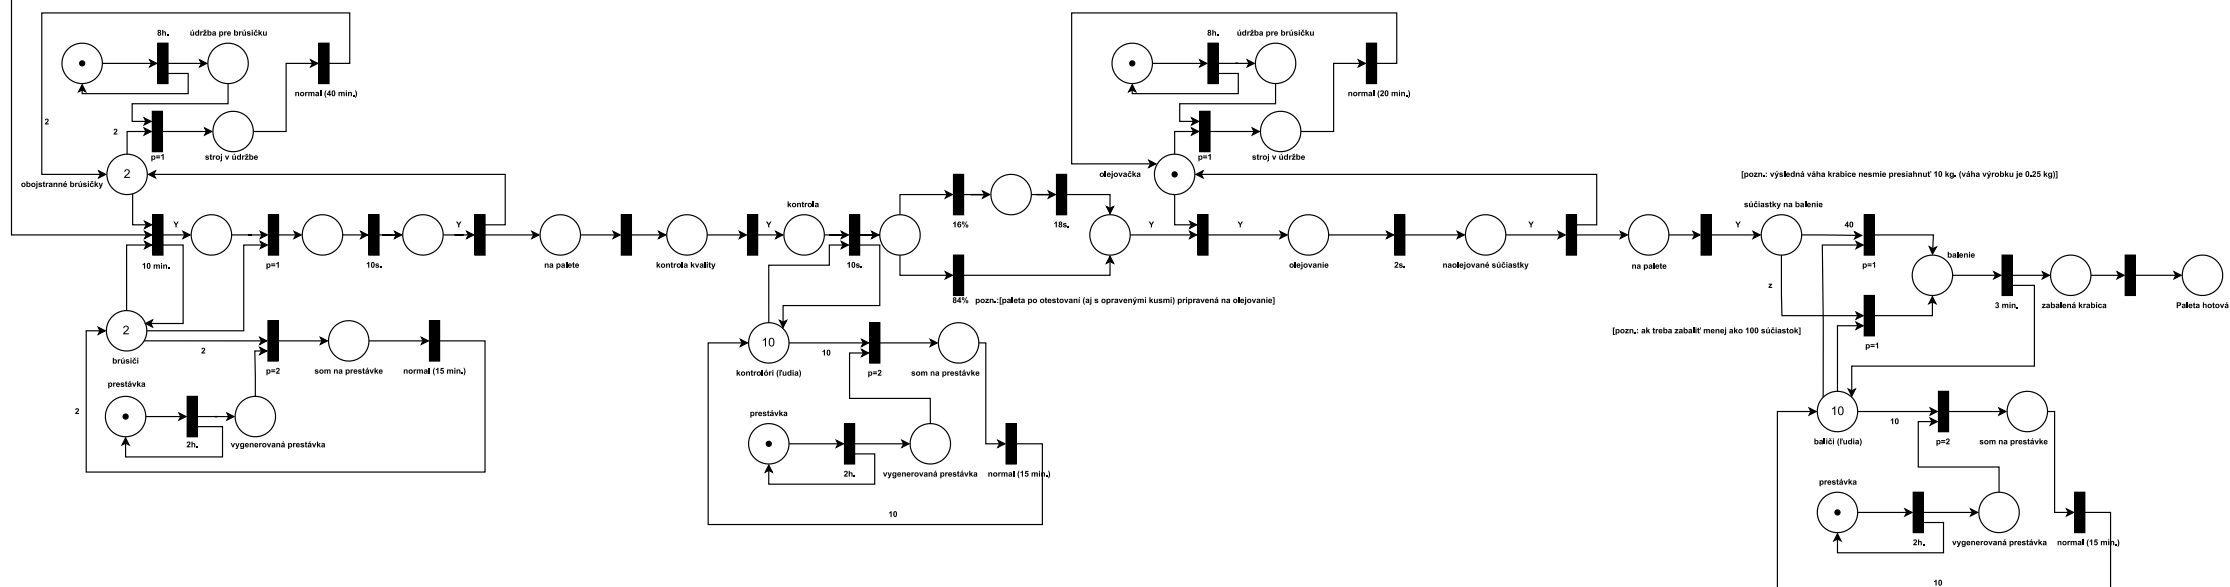 8h.
údržba pre brúsičku
normal (40 min.)
2
2
p=1
stroj v údržbe
2
obojstranné brúsičky
Y
10 min.
p=1
10s.
Y
na palete
kontrola kvality
Y
kontrola
10s.
16%
18s.
84%
pozn.:[paleta po otestovaní (aj s opravenými kusmi) pripravená na olejovanie]
2
brúsiči
2
p=2
som na prestávke
normal (15 min.)
prestávka
2h.
vygenerovaná prestávka
2
10
kontrolóri (ľudia)
10
p=2
som na prestávke
prestávka
2h.
vygenerovaná prestávka
normal (15 min.)
10
8h.
údržba pre brúsičku
normal (20 min.)
p=1
stroj v údržbe
olejovačka
Y
Y
olejovanie
2s.
naolejované súčiastky
Y
na palete
Y
[pozn.: výsledná váha krabice nesmie presiahnuť 10 kg. (váha výrobku je 0.25 kg)]
súčiastky na balenie
40
p=1
balenie
z
[pozn.: ak treba zabaliť menej ako 100 súčiastok]
p=1
3 min.
zabalená krabica
Paleta hotová
10
baliči (ľudia)
10
p=2
som na prestávke
prestávka
2h.
vygenerovaná prestávka
normal (15 min.)
10